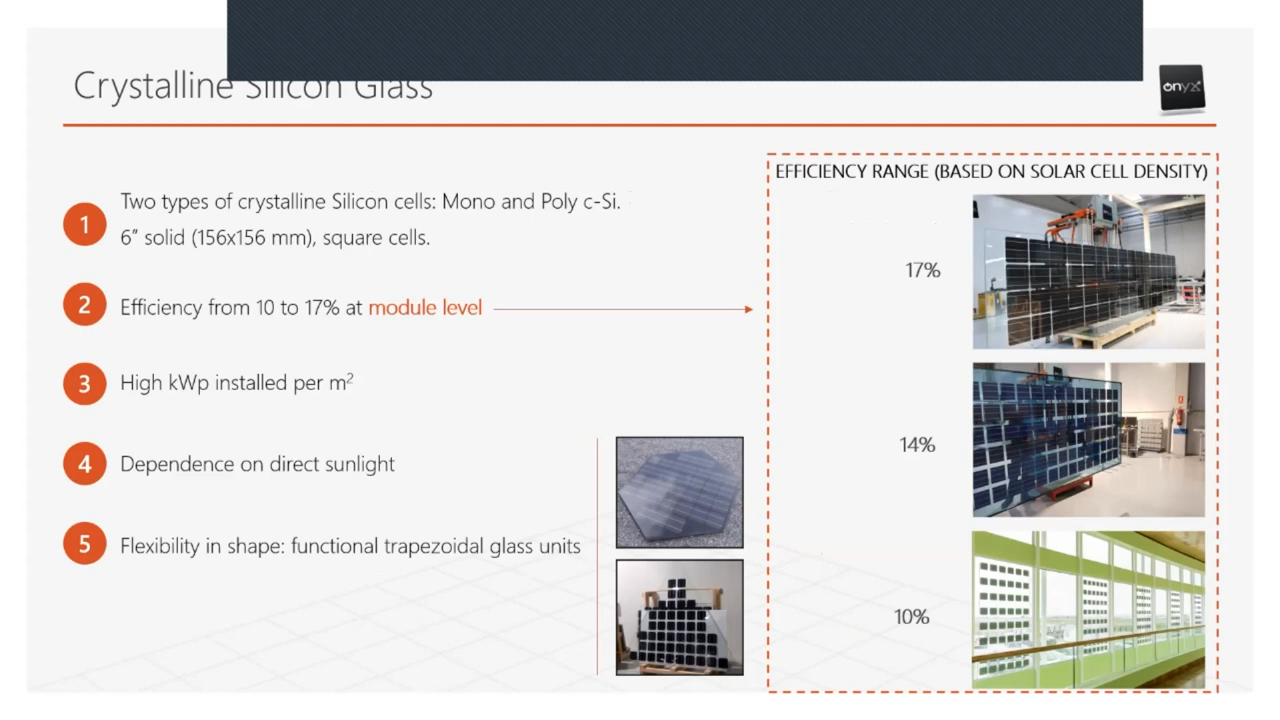 Crystalline Silicon Glass
onyx
1
Two types of crystalline Silicon cells: Mono and Poly c-Si.
6” solid (156x156 mm), square cells.
2
Efficiency from 10 to 17% at module level
3
High kWp installed per m²
4
Dependence on direct sunlight
5
Flexibility in shape: functional trapezoidal glass units
EFFICIENCY RANGE (BASED ON SOLAR CELL DENSITY)
17%
14%
10%